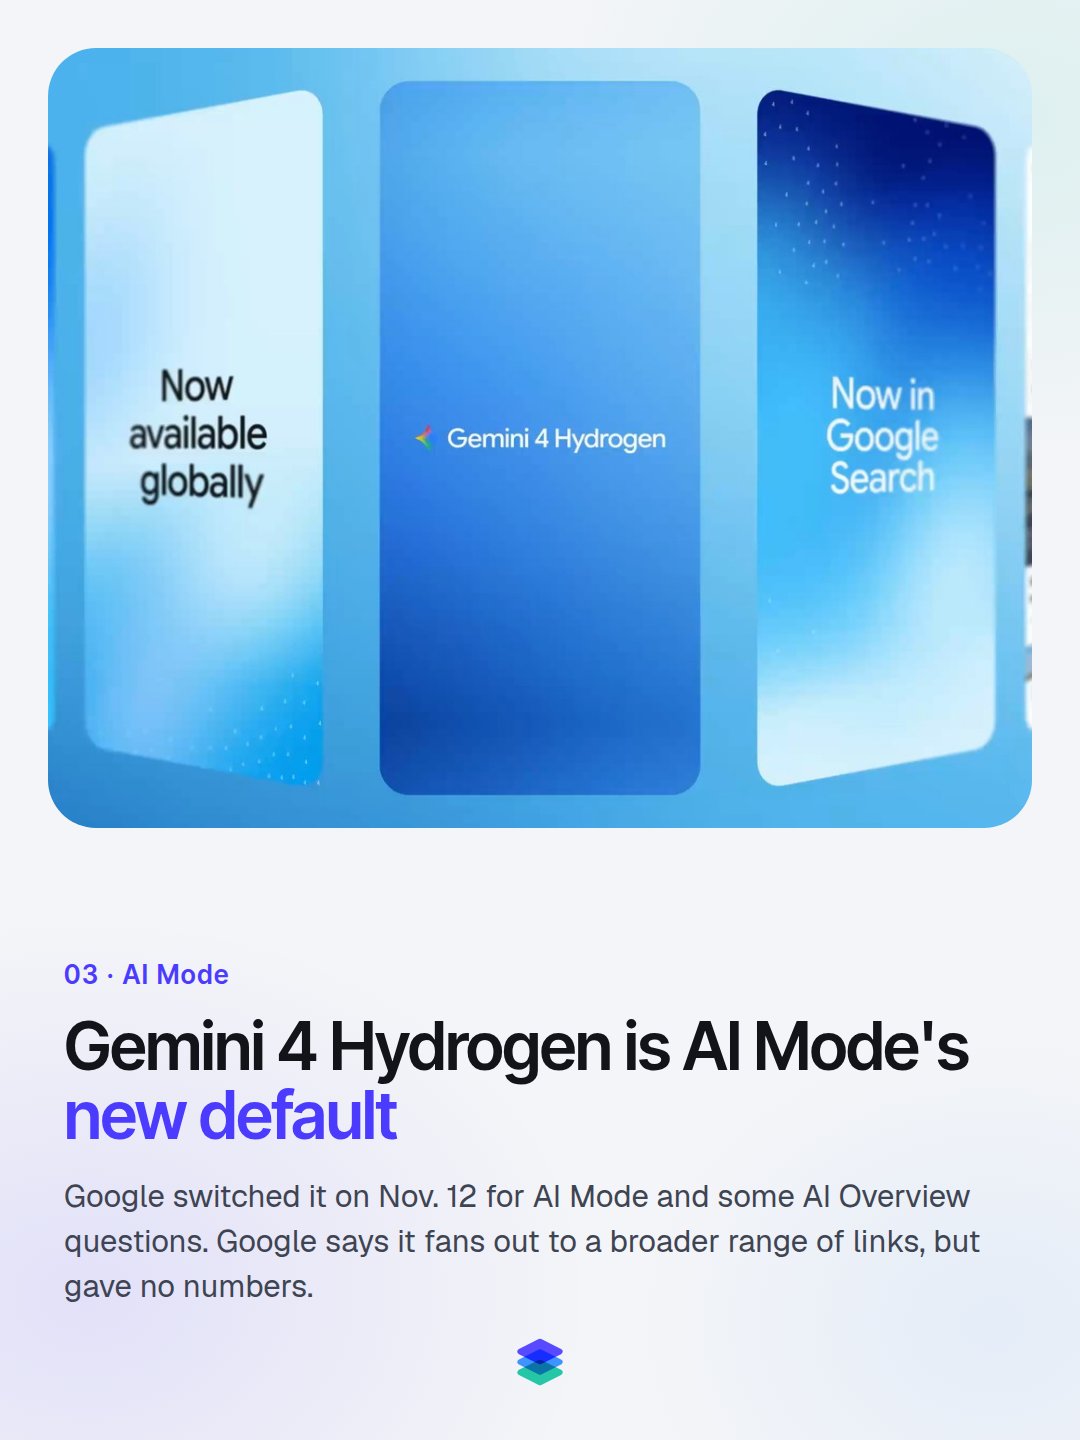 Now
available
globally
Gemini 4 Hydrogen
Now in
Google
Search
03 · AI Mode
Gemini 4 Hydrogen is AI Mode's
new default
Google switched it on Nov. 12 for AI Mode and some AI Overview
questions. Google says it fans out to a broader range of links, but
gave no numbers.